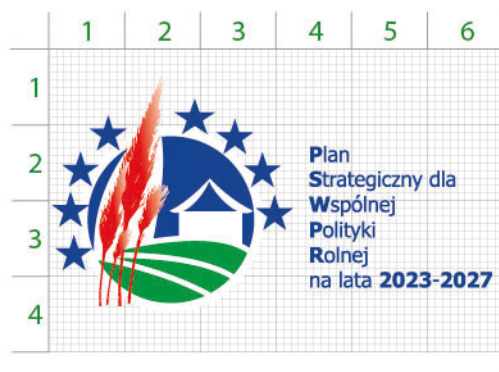 1 2 3 4 5 6
1
2
3
4
Plan
Strategiczny dla
Wspólnej
Polityki
Rolnej
na lata 2023-2027